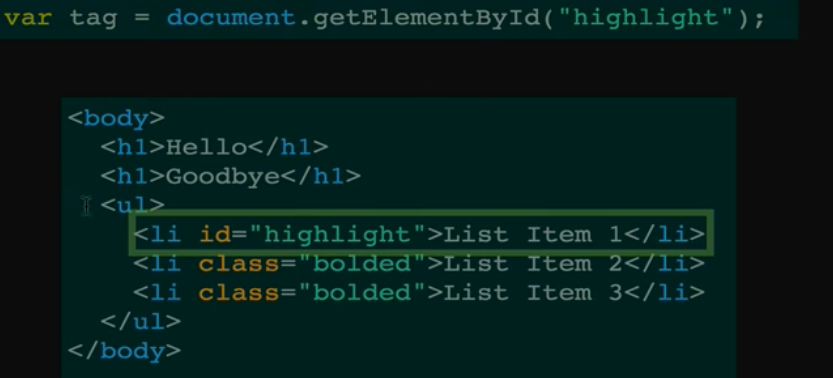 var tag = document.getElementById("highlight");
<body>
<h1>Hello</h1>
<h1>Goodbye</h1>
<ul>
<li id="highlight">List Item 1</li>
<li class="bolded">List Item 2</li>
<li class="bolded">List Item 3</li>
</ul>
</body>